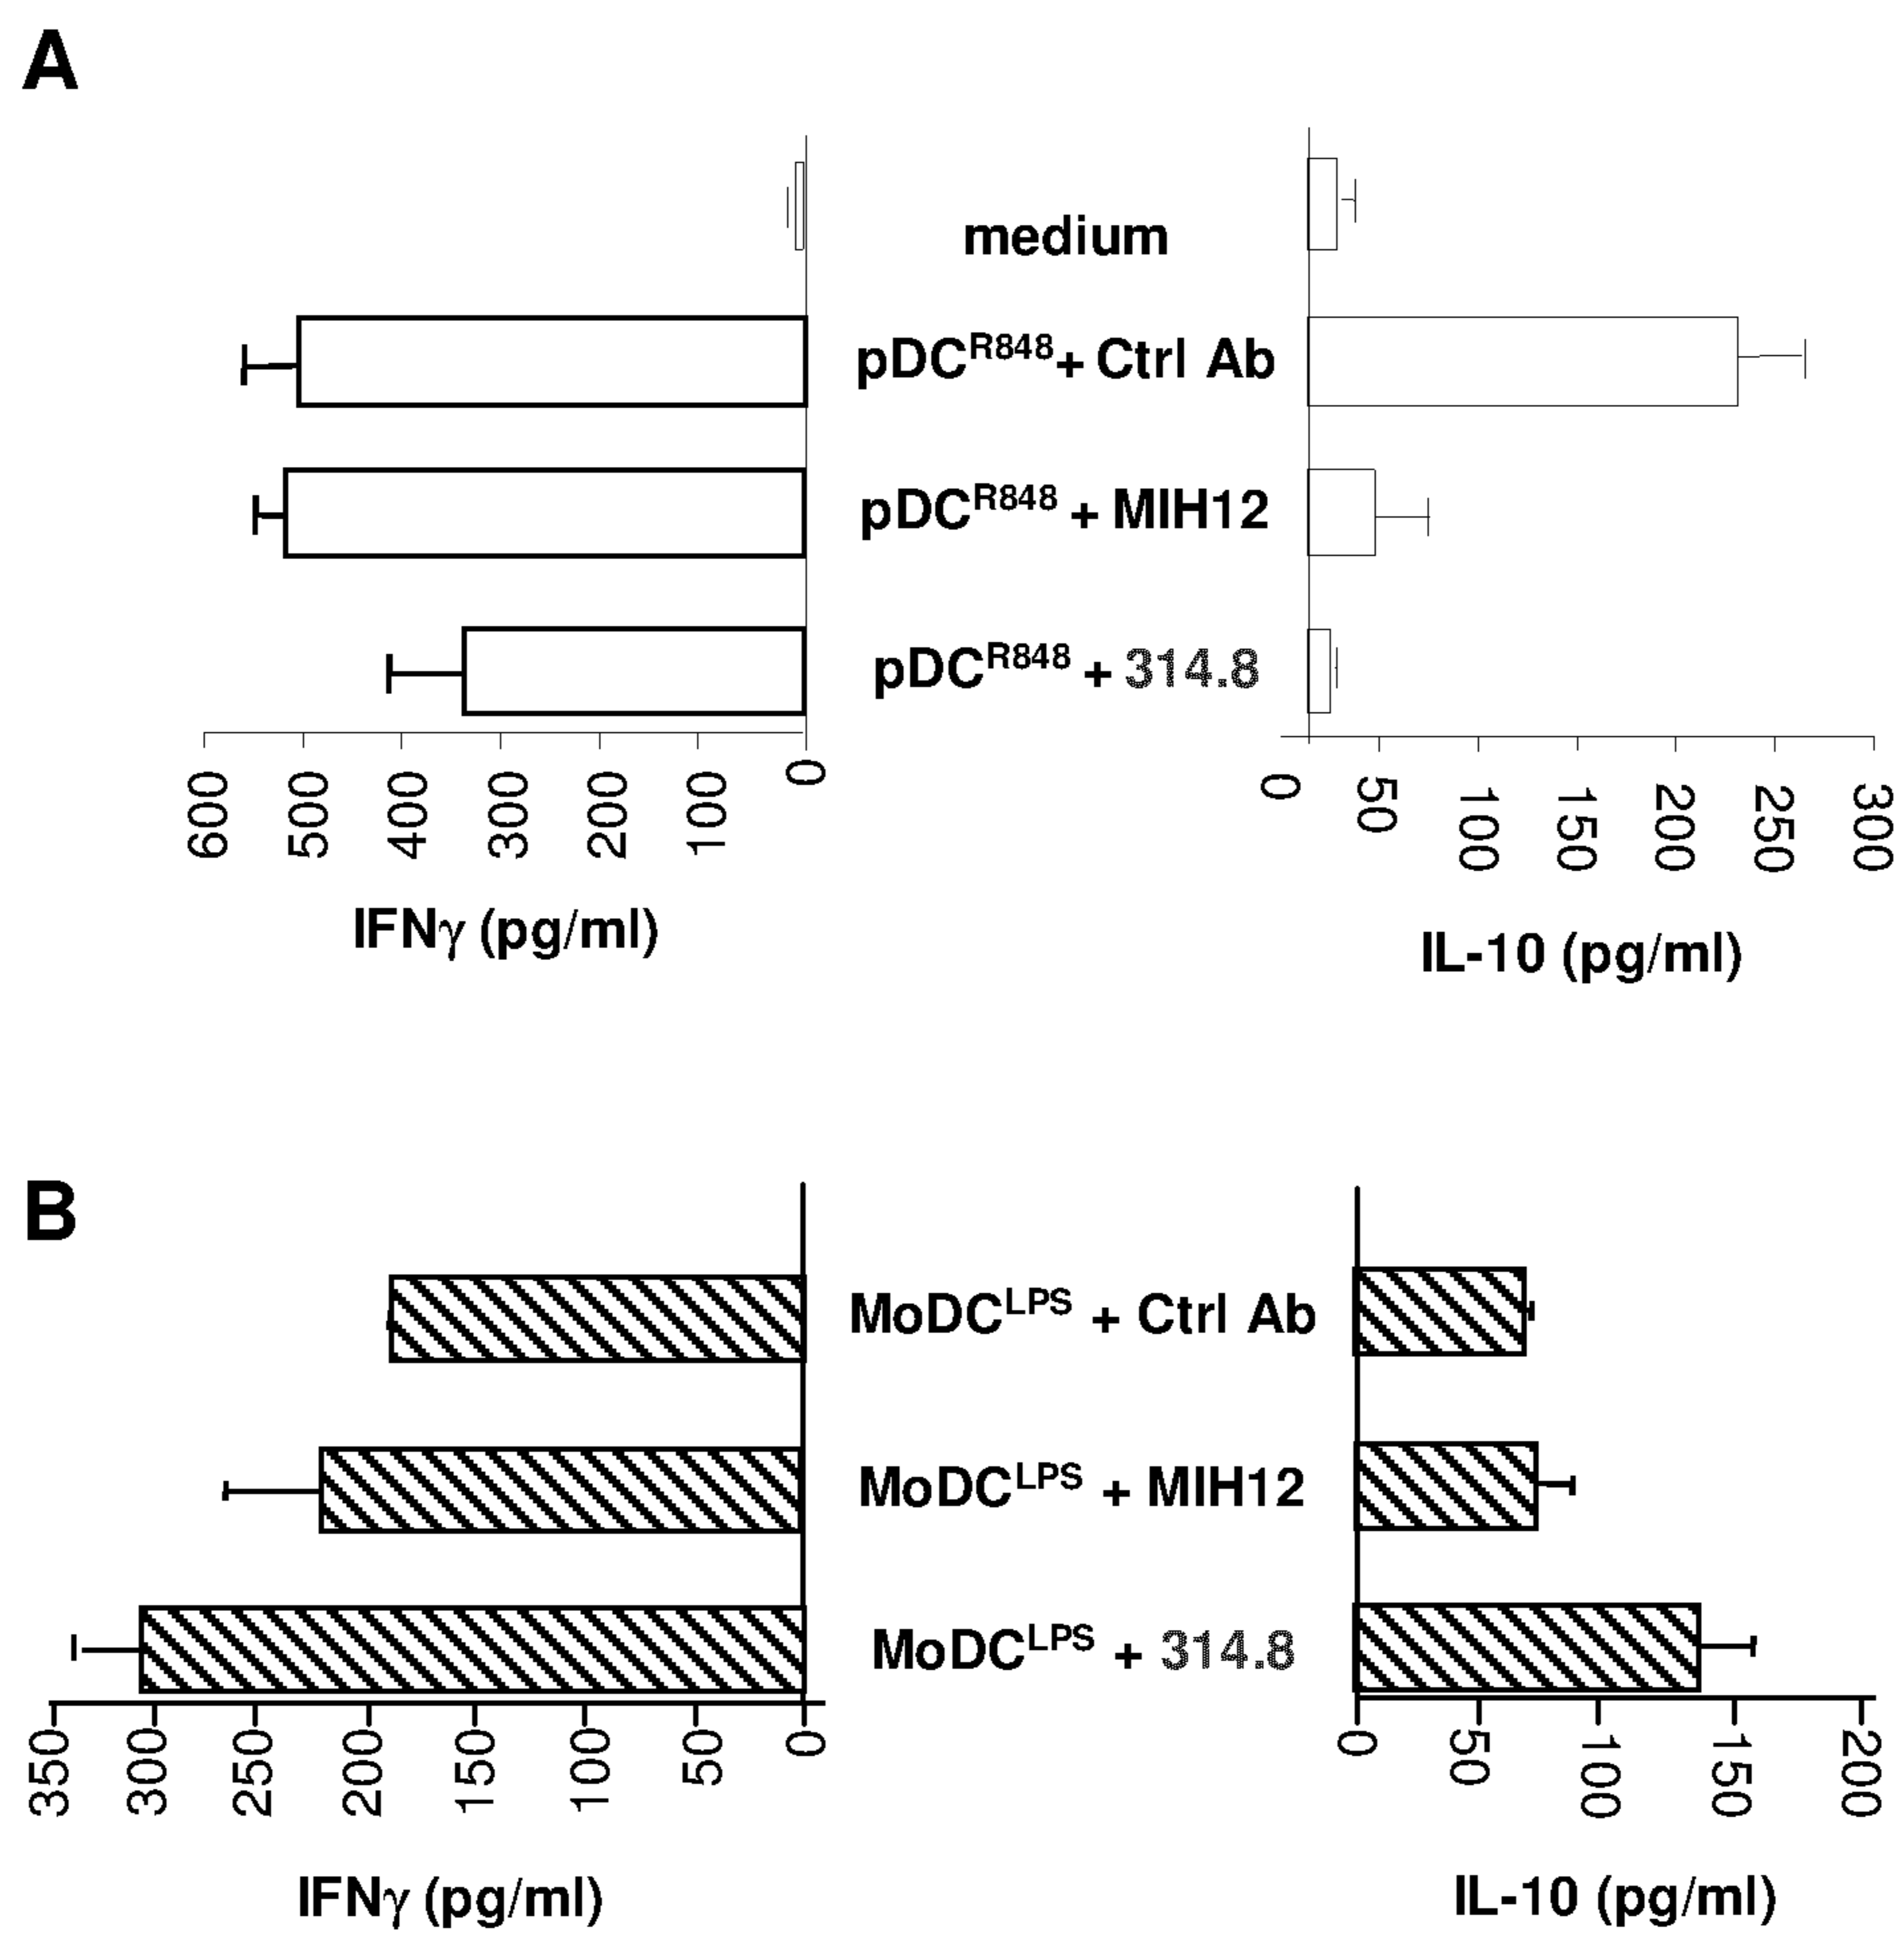 A
medium
pDCR848+ Ctrl Ab
pDCR848 + MIH12
pDCR848 + 314.8
600 500 400 300 200 100 0
0 50 100 150 200 250 300
IFNγ (pg/ml)
IL-10 (pg/ml)
B
MoDCLPS + Ctrl Ab
MoDCLPS + MIH12
MoDCLPS + 314.8
350 300 250 200 150 100 50 0
0 50 100 150 200
IFNγ (pg/ml)
IL-10 (pg/ml)